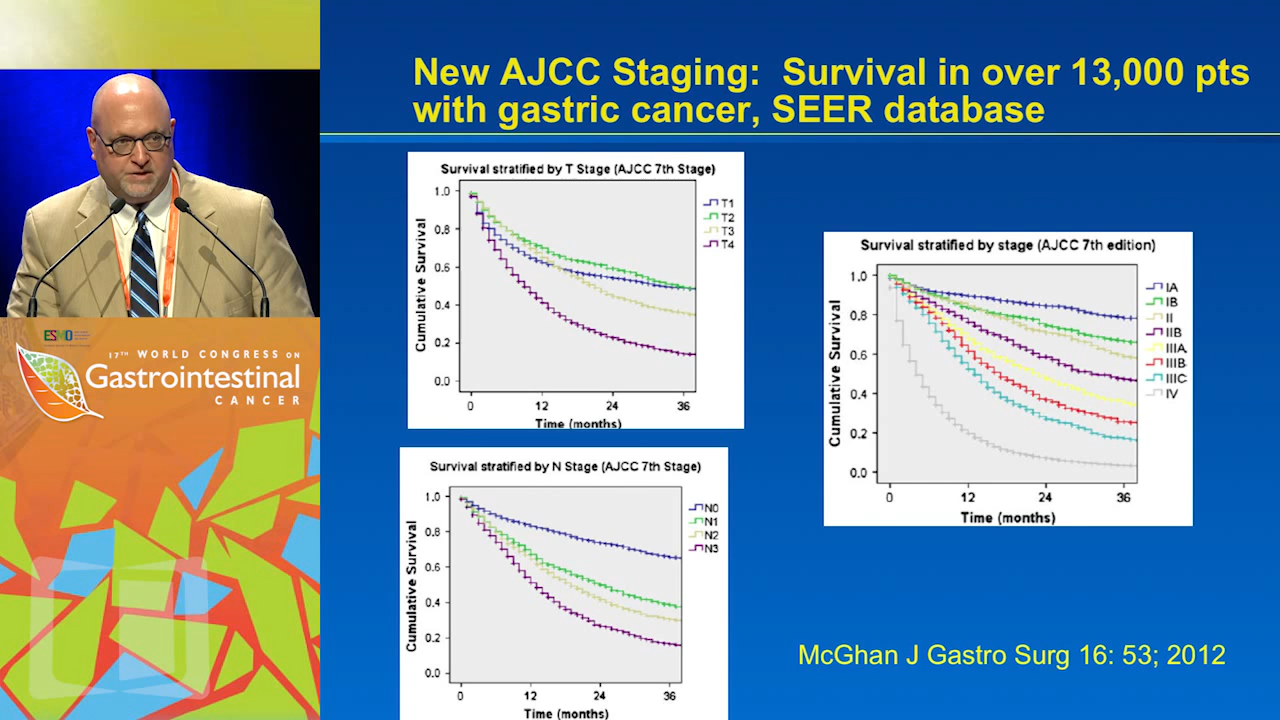 New AJCC Staging: Survival in over 13,000 pts
with gastric cancer, SEER database
ESMO
17TH WORLD CONGRESS ON
Gastrointestinal
CANCER
Survival stratified by T Stage (AJCC 7th Stage)
Cumulative Survival
1.0
0.8
0.6
0.4
0.2
0.0
0 12 24 36
Time (months)
T1
T2
T3
T4
Survival stratified by stage (AJCC 7th edition)
Cumulative Survival
1.0
0.8
0.6
0.4
0.2
0.0
0 12 24 36
Time (months)
IA
IB
II
IIB
IIIA
IIIB
IIIC
IV
Survival stratified by N Stage (AJCC 7th Stage)
Cumulative Survival
1.0
0.8
0.6
0.4
0.2
0.0
0 12 24 36
Time (months)
N0
N1
N2
N3
McGhan J Gastro Surg 16: 53; 2012